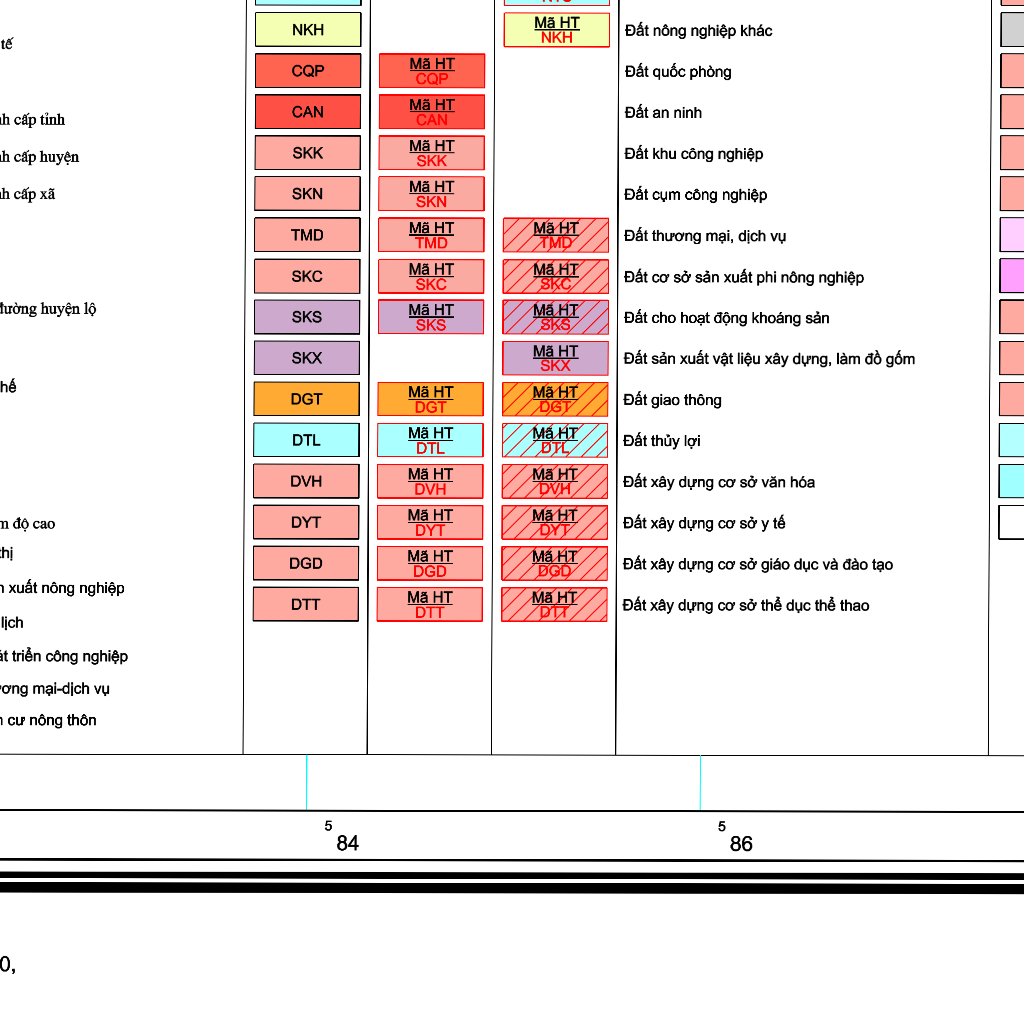 NKH Mã HT Đất nông nghiệp khác
NKH
tế
CQP Mã HT Đất quốc phòng
CQP
CAN Mã HT Đất an ninh
CAN
cấp tỉnh
SKK Mã HT Đất khu công nghiệp
SKK
cấp huyện
SKN Mã HT Đất cụm công nghiệp
SKN
cấp xã
TMD Mã HT Mã HT Đất thương mại, dịch vụ
TMD TMD
SKC Mã HT Mã HT Đất cơ sở sản xuất phi nông nghiệp
SKC SKC
đường huyện lộ
SKS Mã HT Mã HT Đất cho hoạt động khoáng sản
SKS SKS
SKX Mã HT Đất sản xuất vật liệu xây dựng, làm đồ gốm
SKX
DGT Mã HT Mã HT Đất giao thông
DGT DGT
DTL Mã HT Mã HT Đất thủy lợi
DTL DTL
DVH Mã HT Mã HT Đất xây dựng cơ sở văn hóa
DVH DVH
độ cao
DYT Mã HT Mã HT Đất xây dựng cơ sở y tế
DYT DYT
thị
DGD Mã HT Mã HT Đất xây dựng cơ sở giáo dục và đào tạo
DGD DGD
xuất nông nghiệp
DTT Mã HT Mã HT Đất xây dựng cơ sở thể dục thể thao
DTT DTT
lịch
triển công nghiệp
mại-dịch vụ
cư nông thôn
5 84 5 86
0,